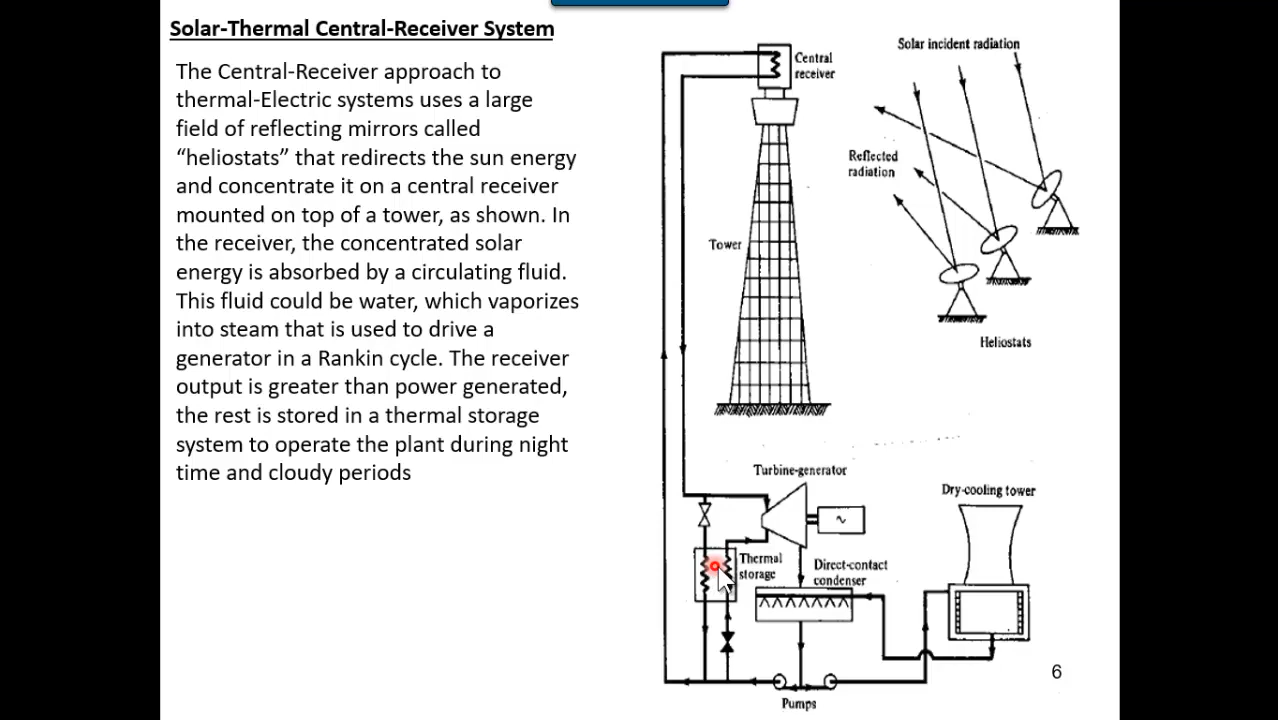 Solar-Thermal Central-Receiver System
The Central-Receiver approach to
thermal-Electric systems uses a large
field of reflecting mirrors called
“heliostats” that redirects the sun energy
and concentrate it on a central receiver
mounted on top of a tower, as shown. In
the receiver, the concentrated solar
energy is absorbed by a circulating fluid.
This fluid could be water, which vaporizes
into steam that is used to drive a
generator in a Rankin cycle. The receiver
output is greater than power generated,
the rest is stored in a thermal storage
system to operate the plant during night
time and cloudy periods
Central
receiver
Solar incident radiation
Reflected
radiation
Tower
Heliostats
Turbine-generator
Dry-cooling tower
Thermal
storage
Direct-contact
condenser
Pumps
6